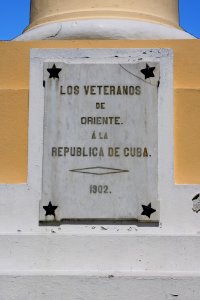 LOS VETERANOS
DE
ORIENTE.
Á LA
REPUBLICA DE CUBA.
1902.